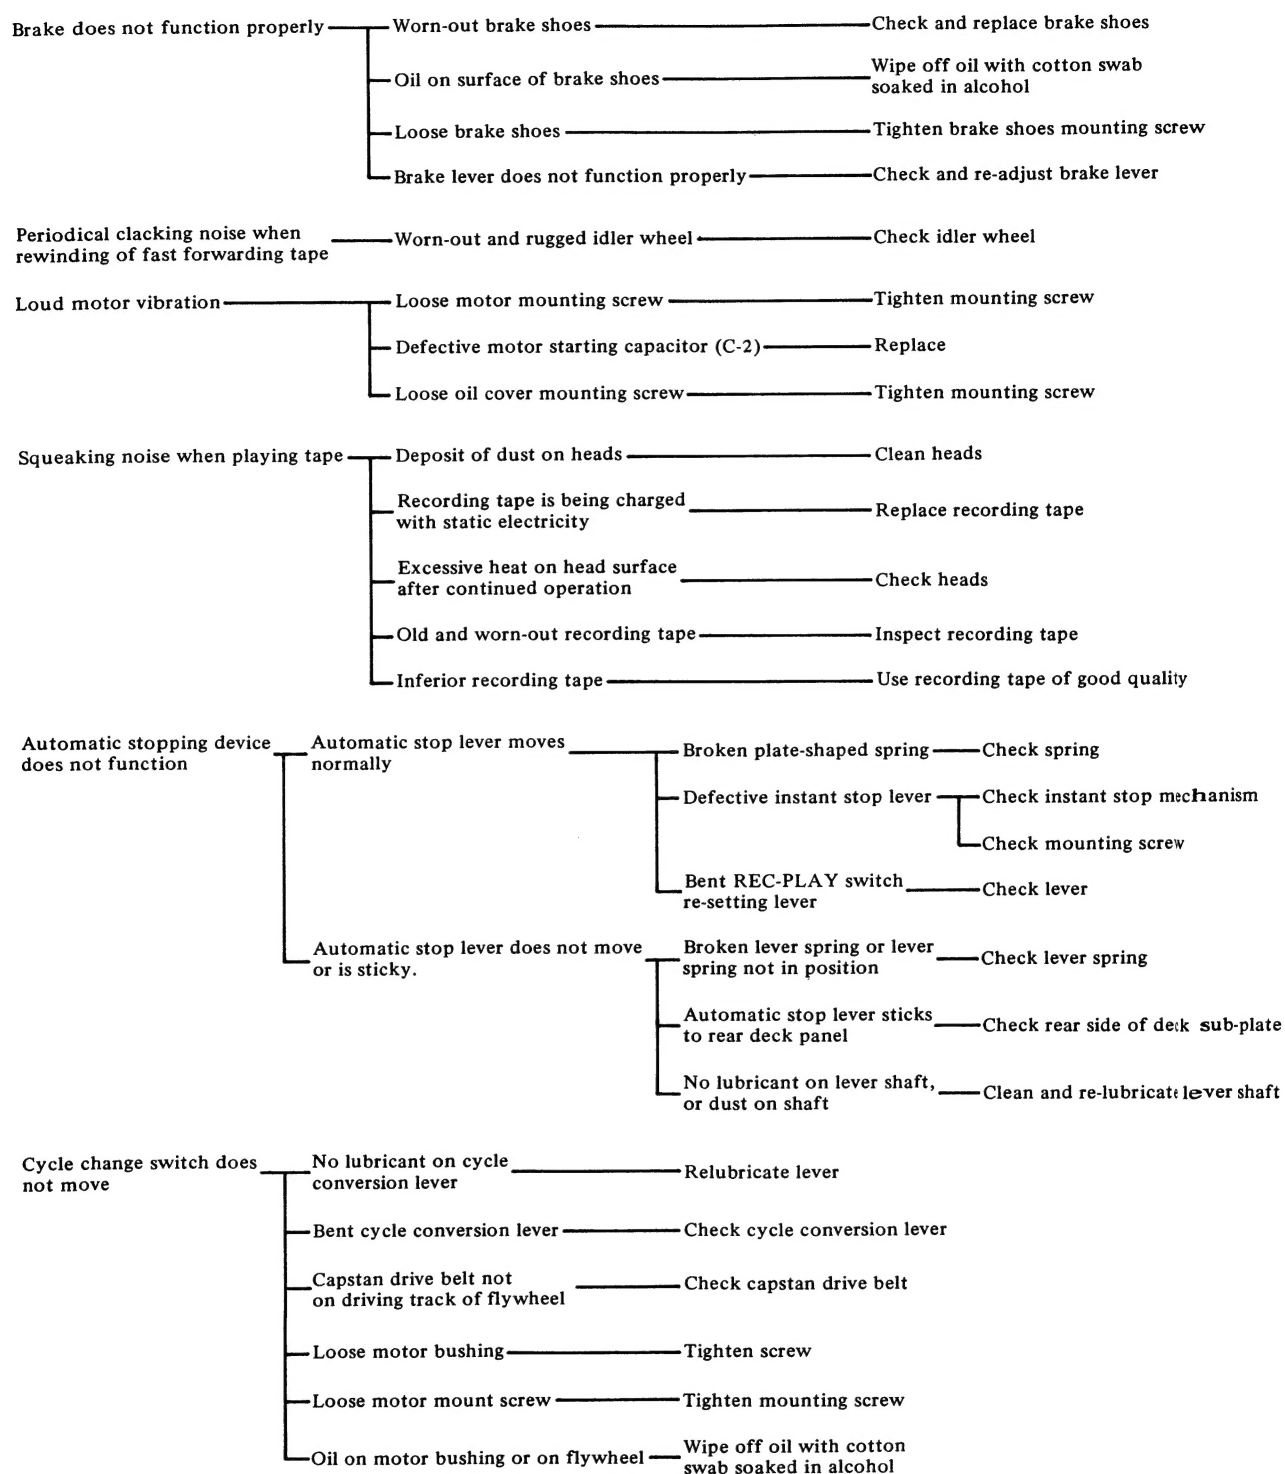 Brake does not function properly
Worn-out brake shoes
Check and replace brake shoes
Oil on surface of brake shoes
Wipe off oil with cotton swab
soaked in alcohol
Loose brake shoes
Tighten brake shoes mounting screw
Brake lever does not function properly
Check and re-adjust brake lever
Periodical clacking noise when
rewinding of fast forwarding tape
Worn-out and rugged idler wheel
Check idler wheel
Loud motor vibration
Loose motor mounting screw
Tighten mounting screw
Defective motor starting capacitor (C-2)
Replace
Loose oil cover mounting screw
Tighten mounting screw
Squeaking noise when playing tape
Deposit of dust on heads
Clean heads
Recording tape is being charged
with static electricity
Replace recording tape
Excessive heat on head surface
after continued operation
Check heads
Old and worn-out recording tape
Inspect recording tape
Inferior recording tape
Use recording tape of good quality
Automatic stopping device
does not function
Automatic stop lever moves
normally
Broken plate-shaped spring
Check spring
Defective instant stop lever
Check instant stop mechanism
Check mounting screw
Bent REC-PLAY switch
re-setting lever
Check lever
Automatic stop lever does not move
or is sticky.
Broken lever spring or lever
spring not in position
Check lever spring
Automatic stop lever sticks
to rear deck panel
Check rear side of deck sub-plate
No lubricant on lever shaft,
or dust on shaft
Clean and re-lubricate lever shaft
Cycle change switch does
not move
No lubricant on cycle
conversion lever
Relubricate lever
Bent cycle conversion lever
Check cycle conversion lever
Capstan drive belt not
on driving track of flywheel
Check capstan drive belt
Loose motor bushing
Tighten screw
Loose motor mount screw
Tighten mounting screw
Oil on motor bushing or on flywheel
Wipe off oil with cotton
swab soaked in alcohol